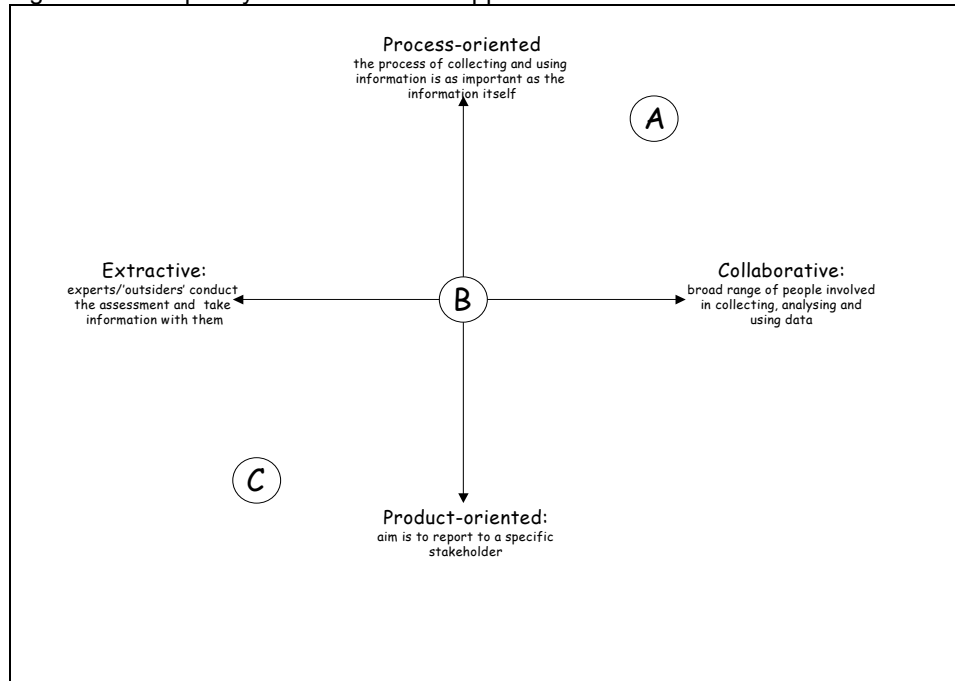 Process-oriented
the process of collecting and using
information is as important as the
information itself
A
Extractive:
experts/'outsiders' conduct
the assessment and take
information with them
B
Collaborative:
broad range of people involved
in collecting, analysing and
using data
C
Product-oriented:
aim is to report to a specific
stakeholder